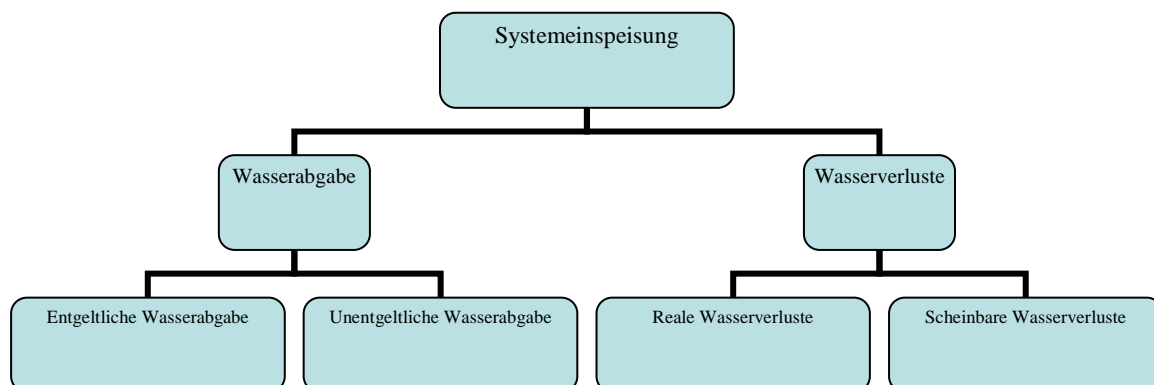 Systemeinspeisung
Wasserabgabe
Wasserverluste
Entgeltliche Wasserabgabe
Unentgeltliche Wasserabgabe
Reale Wasserverluste
Scheinbare Wasserverluste